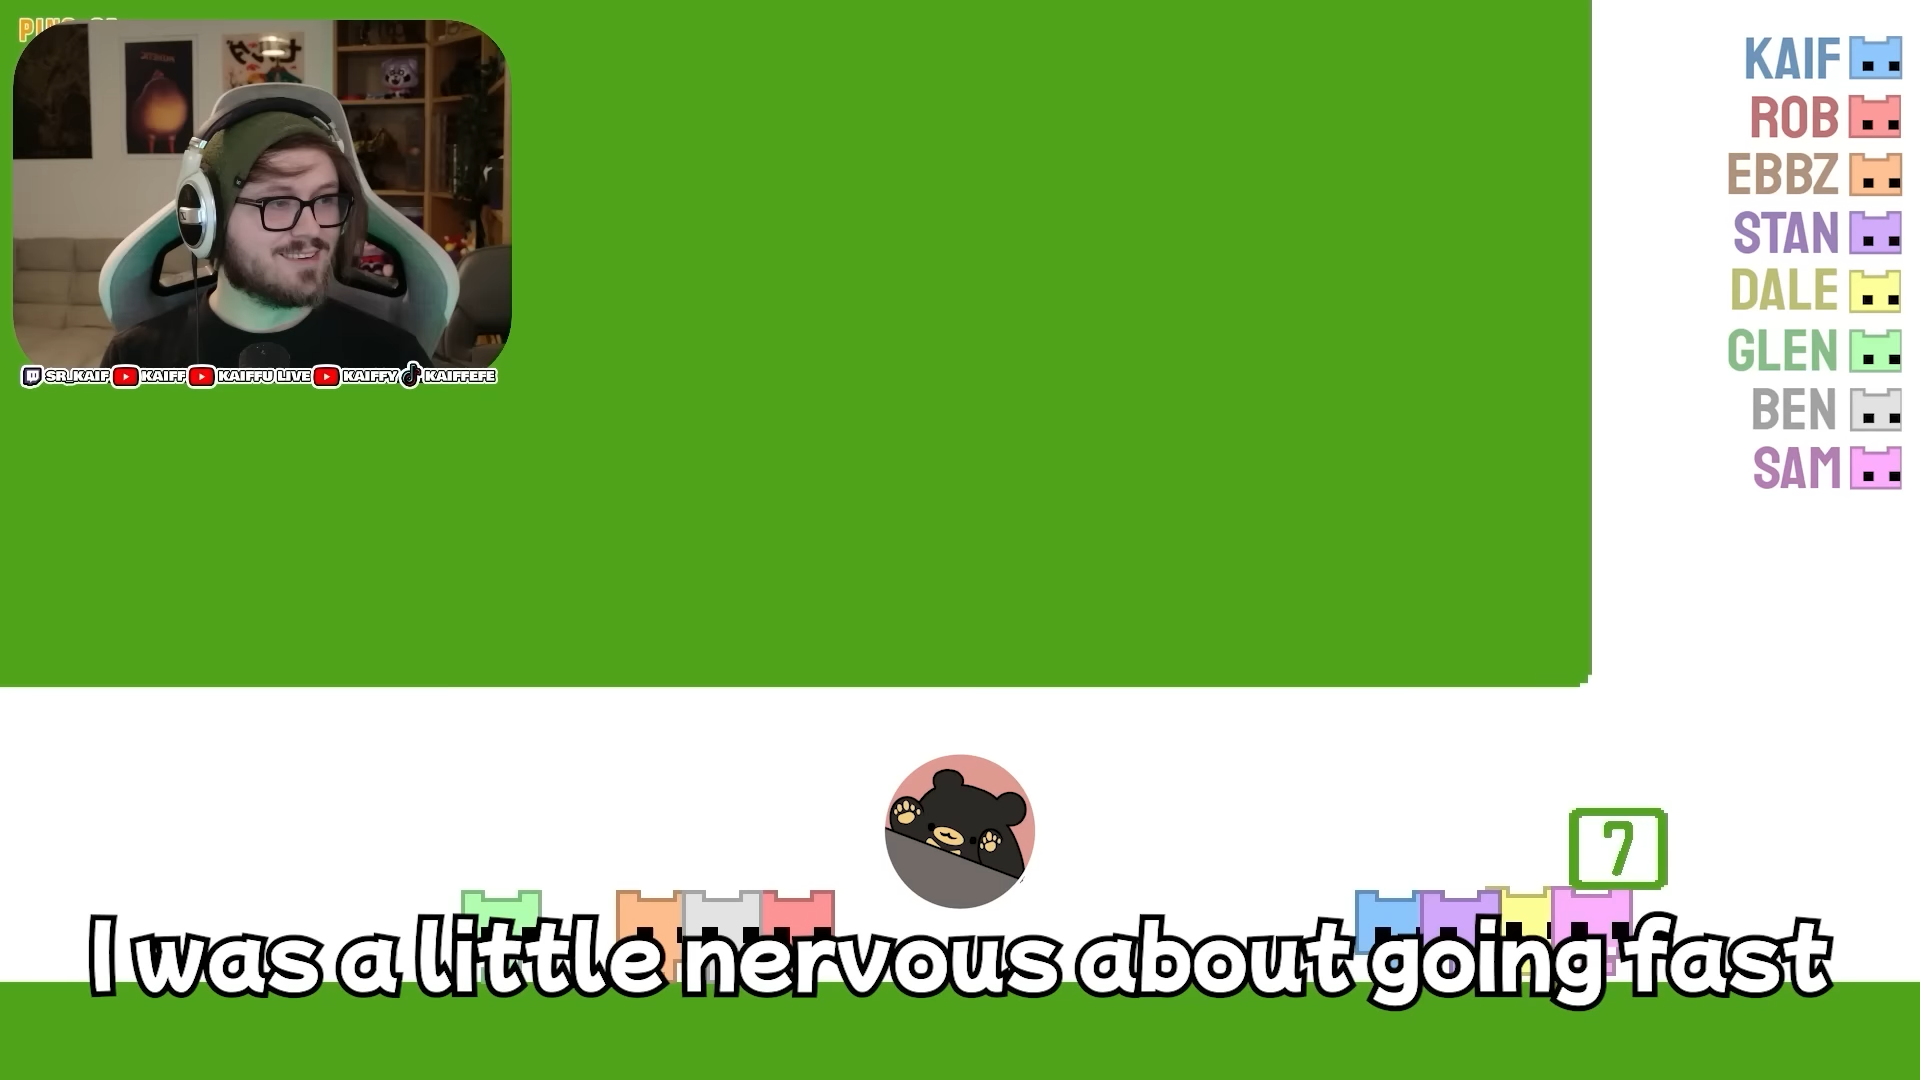 KAIF
ROB
EBBZ
STAN
DALE
GLEN
BEN
SAM
SR_KAIF KAIFF KAIFFU LIVE KAIFFY KAIFFEFE
7
I was a little nervous about going fast